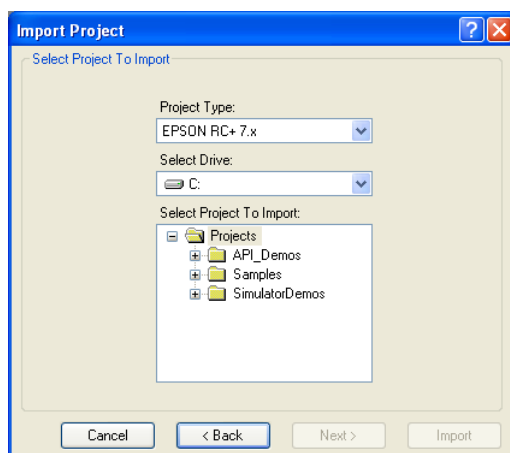 Import Project
Select Project To Import
Project Type:
EPSON RC+ 7.x
Select Drive:
C:
Select Project To Import:
Projects
API_Demos
Samples
SimulatorDemos
Cancel
< Back
Next >
Import